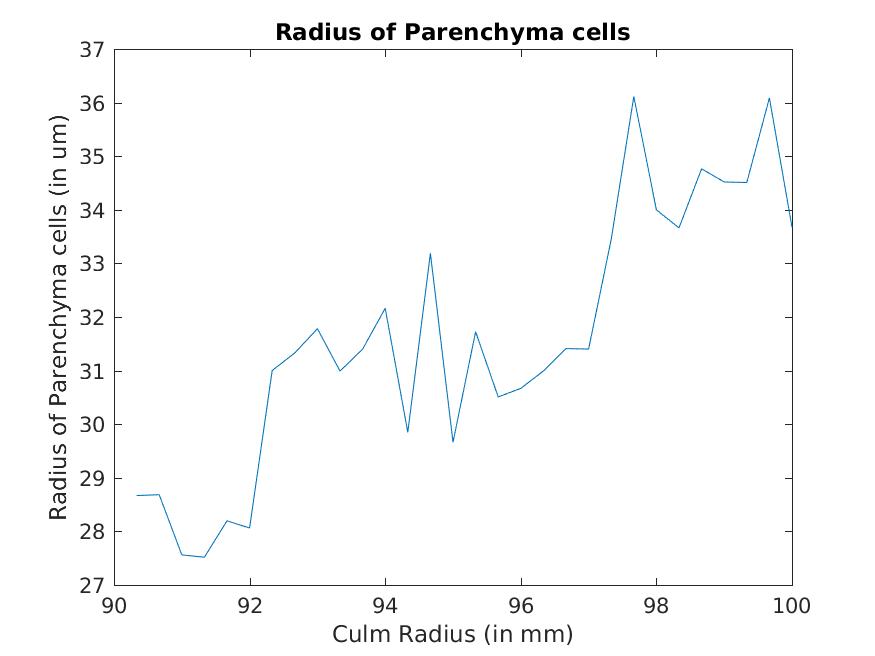 Radius of Parenchyma cells
Radius of Parenchyma cells (in um)
37
36
35
34
33
32
31
30
29
28
27
90 92 94 96 98 100
Culm Radius (in mm)